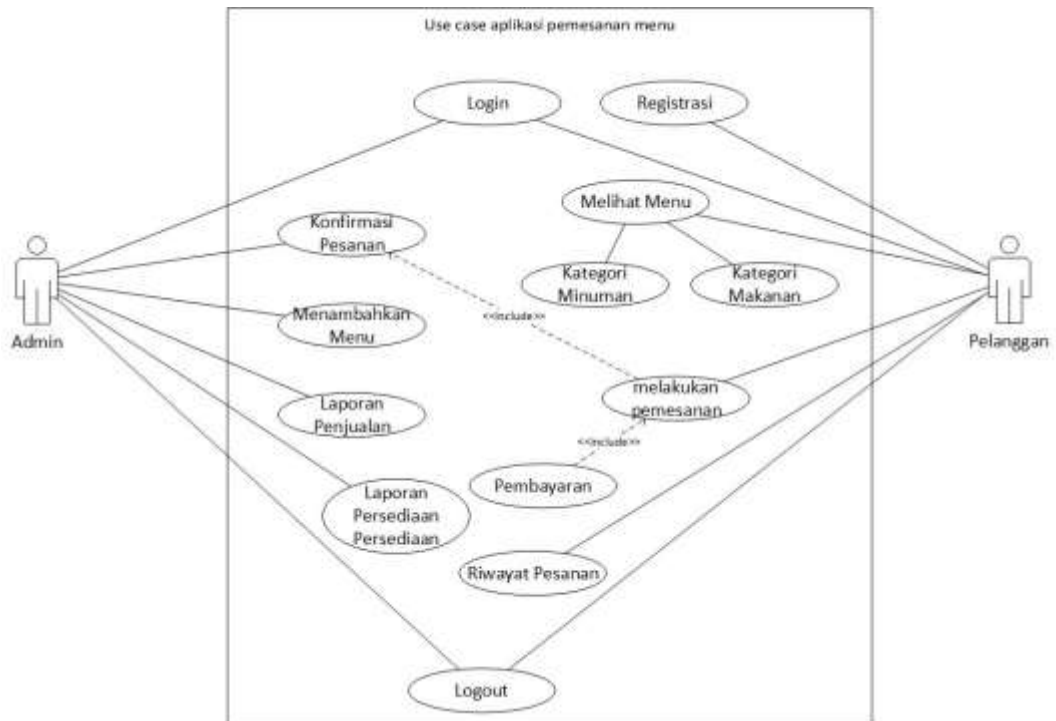 Use case aplikasi pemesanan menu
Login
Registrasi
Melihat Menu
Konfirmasi
Pesanan
Kategori
Minuman
Kategori
Makanan
<<include>>
Menambahkan
Menu
Admin
Pelanggan
melakukan
pemesanan
Laporan
Penjualan
<<include>>
Pembayaran
Laporan
Persediaan
Persediaan
Riwayat Pesanan
Logout